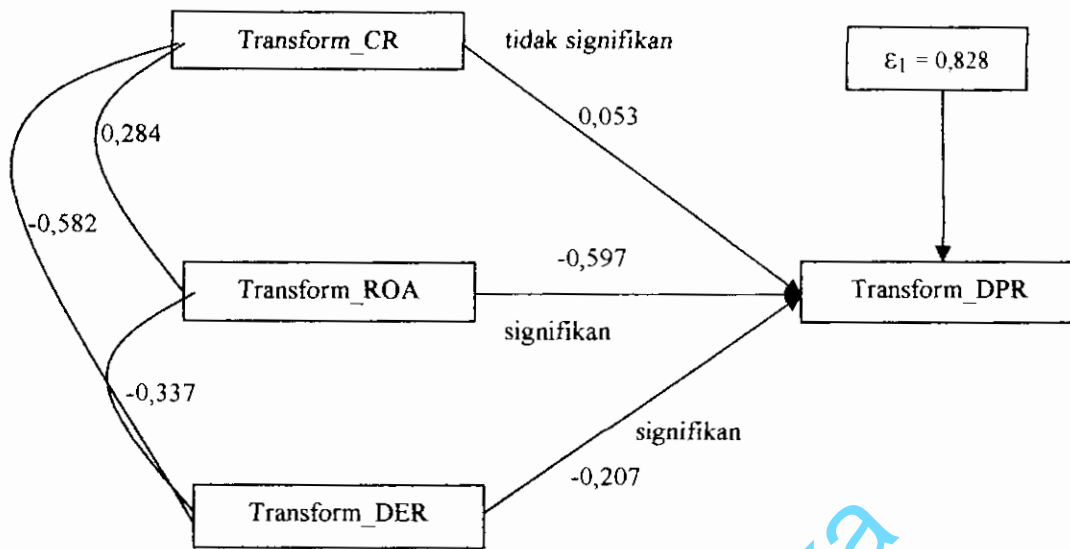 Transform_CR
tidak signifikan
ε1 = 0,828
0,053
0,284
-0,582
-0,597
Transform_ROA
Transform_DPR
signifikan
-0,337
signifikan
-0,207
Transform_DER